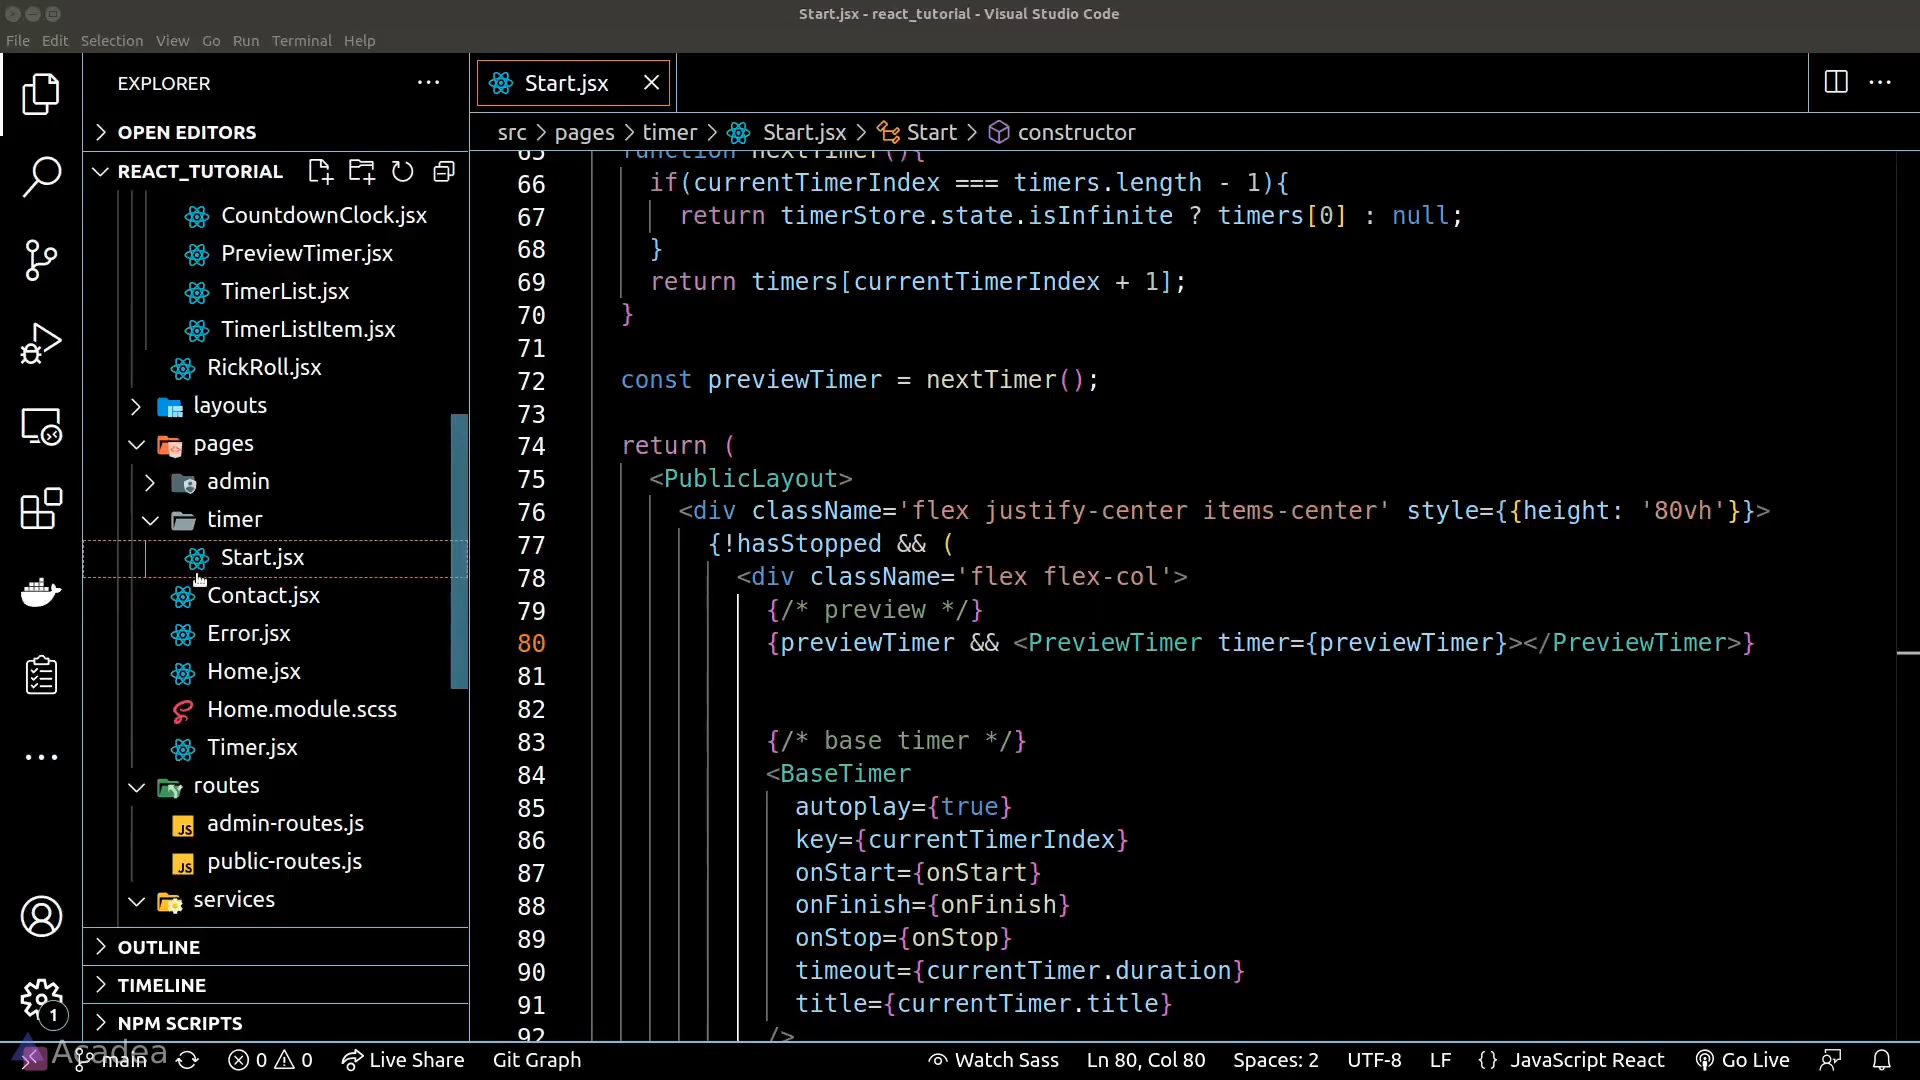 Start.jsx - react_tutorial - Visual Studio Code
File Edit Selection View Go Run Terminal Help
EXPLORER
OPEN EDITORS
REACT_TUTORIAL
CountdownClock.jsx
PreviewTimer.jsx
TimerList.jsx
TimerListItem.jsx
RickRoll.jsx
layouts
pages
admin
timer
Start.jsx
Contact.jsx
Error.jsx
Home.jsx
Home.module.scss
Timer.jsx
routes
JS admin-routes.js
JS public-routes.js
services
OUTLINE
TIMELINE
NPM SCRIPTS
1
Start.jsx
src > pages > timer > Start.jsx > Start > constructor
65 function nextTimer(){
66 if(currentTimerIndex === timers.length - 1){
67 return timerStore.state.isInfinite ? timers[0] : null;
68 }
69 return timers[currentTimerIndex + 1];
70 }
71
72 const previewTimer = nextTimer();
73
74 return (
75 <PublicLayout>
76 <div className='flex justify-center items-center' style={{height: '80vh'}}>
77 {!hasStopped && (
78 <div className='flex flex-col'>
79 {/* preview */}
80 {previewTimer && <PreviewTimer timer={previewTimer}></PreviewTimer>}
81
82
83 {/* base timer */}
84 <BaseTimer
85 autoplay={true}
86 key={currentTimerIndex}
87 onStart={onStart}
88 onFinish={onFinish}
89 onStop={onStop}
90 timeout={currentTimer.duration}
91 title={currentTimer.title}
92 />
Acadea
main 0 0 Live Share Git Graph Watch Sass Ln 80, Col 80 Spaces: 2 UTF-8 LF {} JavaScript React Go Live